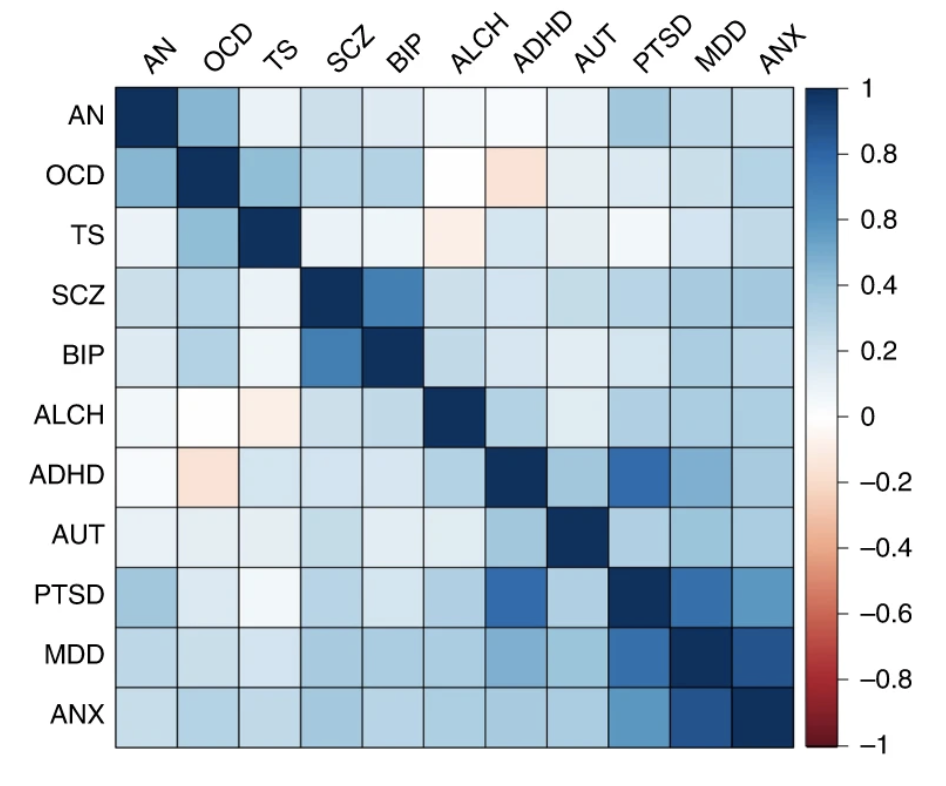 AN OCD TS SCZ BIP ALCH ADHD AUT PTSD MDD ANX
AN
OCD
TS
SCZ
BIP
ALCH
ADHD
AUT
PTSD
MDD
ANX
1
0.8
0.8
0.4
0.2
0
−0.2
−0.4
−0.6
−0.8
−1